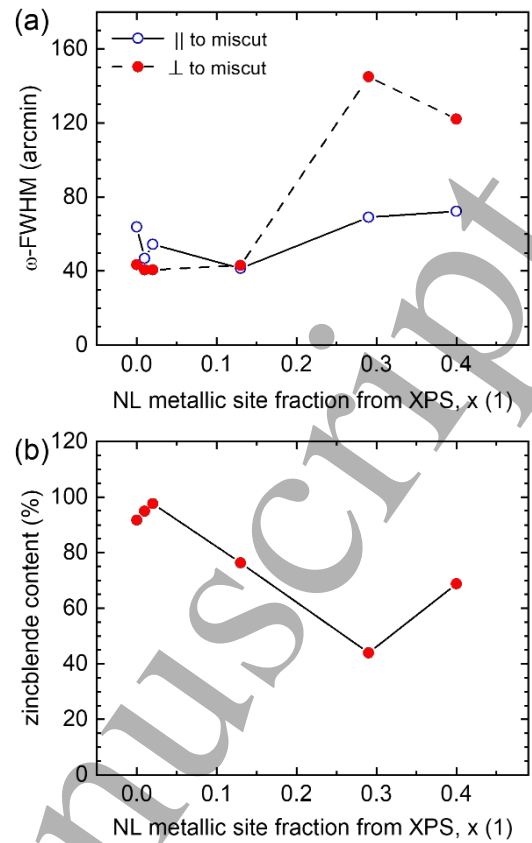 (a)
|| to miscut
⊥ to miscut
160
120
80
40
0
ω-FWHM (arcmin)
0.0 0.1 0.2 0.3 0.4
NL metallic site fraction from XPS, x (1)
(b)
120
100
80
60
40
20
0
zincblende content (%)
0.0 0.1 0.2 0.3 0.4
NL metallic site fraction from XPS, x (1)
nuscript